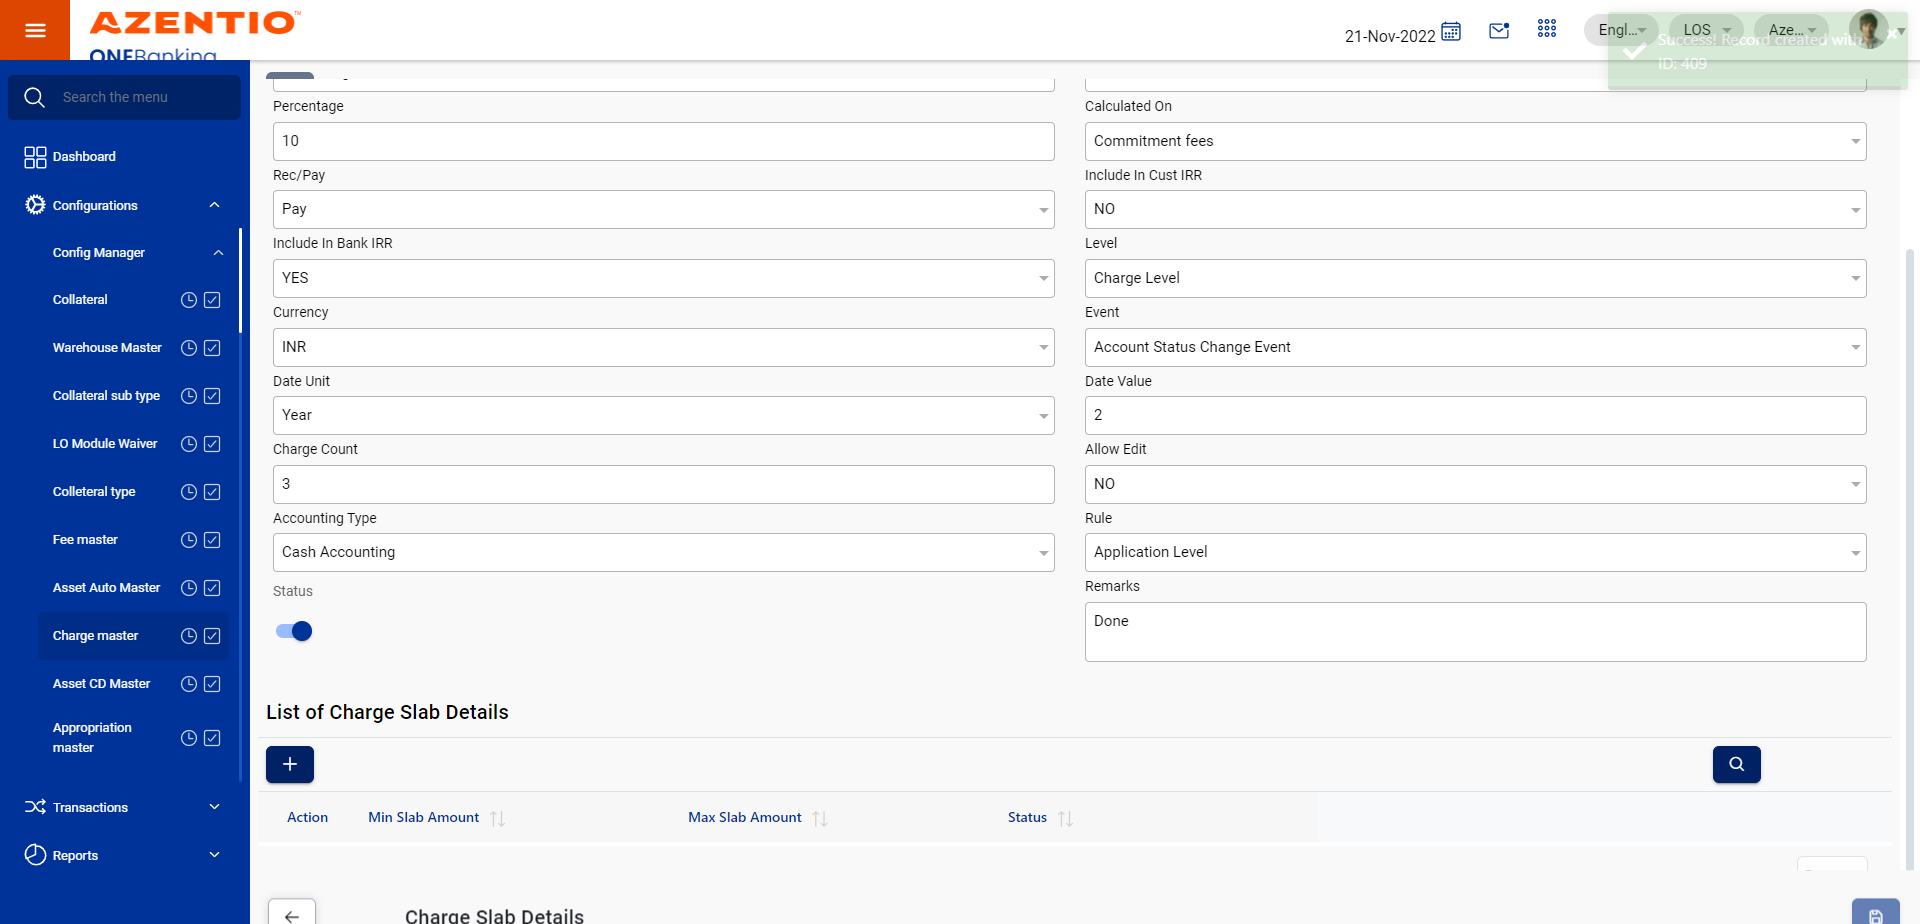 AZENTIO™
ONEBanking
21-Nov-2022
Engl...
LOS
Aze...
Success! Record created with
ID: 409
Search the menu
Dashboard
Configurations
Config Manager
Collateral
Warehouse Master
Collateral sub type
LO Module Waiver
Colleteral type
Fee master
Asset Auto Master
Charge master
Asset CD Master
Appropriation
master
Transactions
Reports
Percentage
10
Calculated On
Commitment fees
Rec/Pay
Pay
Include In Cust IRR
NO
Include In Bank IRR
YES
Level
Charge Level
Currency
INR
Event
Account Status Change Event
Date Unit
Year
Date Value
2
Charge Count
3
Allow Edit
NO
Accounting Type
Cash Accounting
Rule
Application Level
Status
Remarks
Done
List of Charge Slab Details
Action
Min Slab Amount
Max Slab Amount
Status
Charge Slab Details